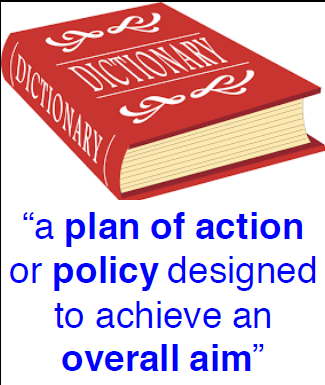 DICTIONARY
DICTIONARY
“a plan of action
or policy designed
to achieve an
overall aim”